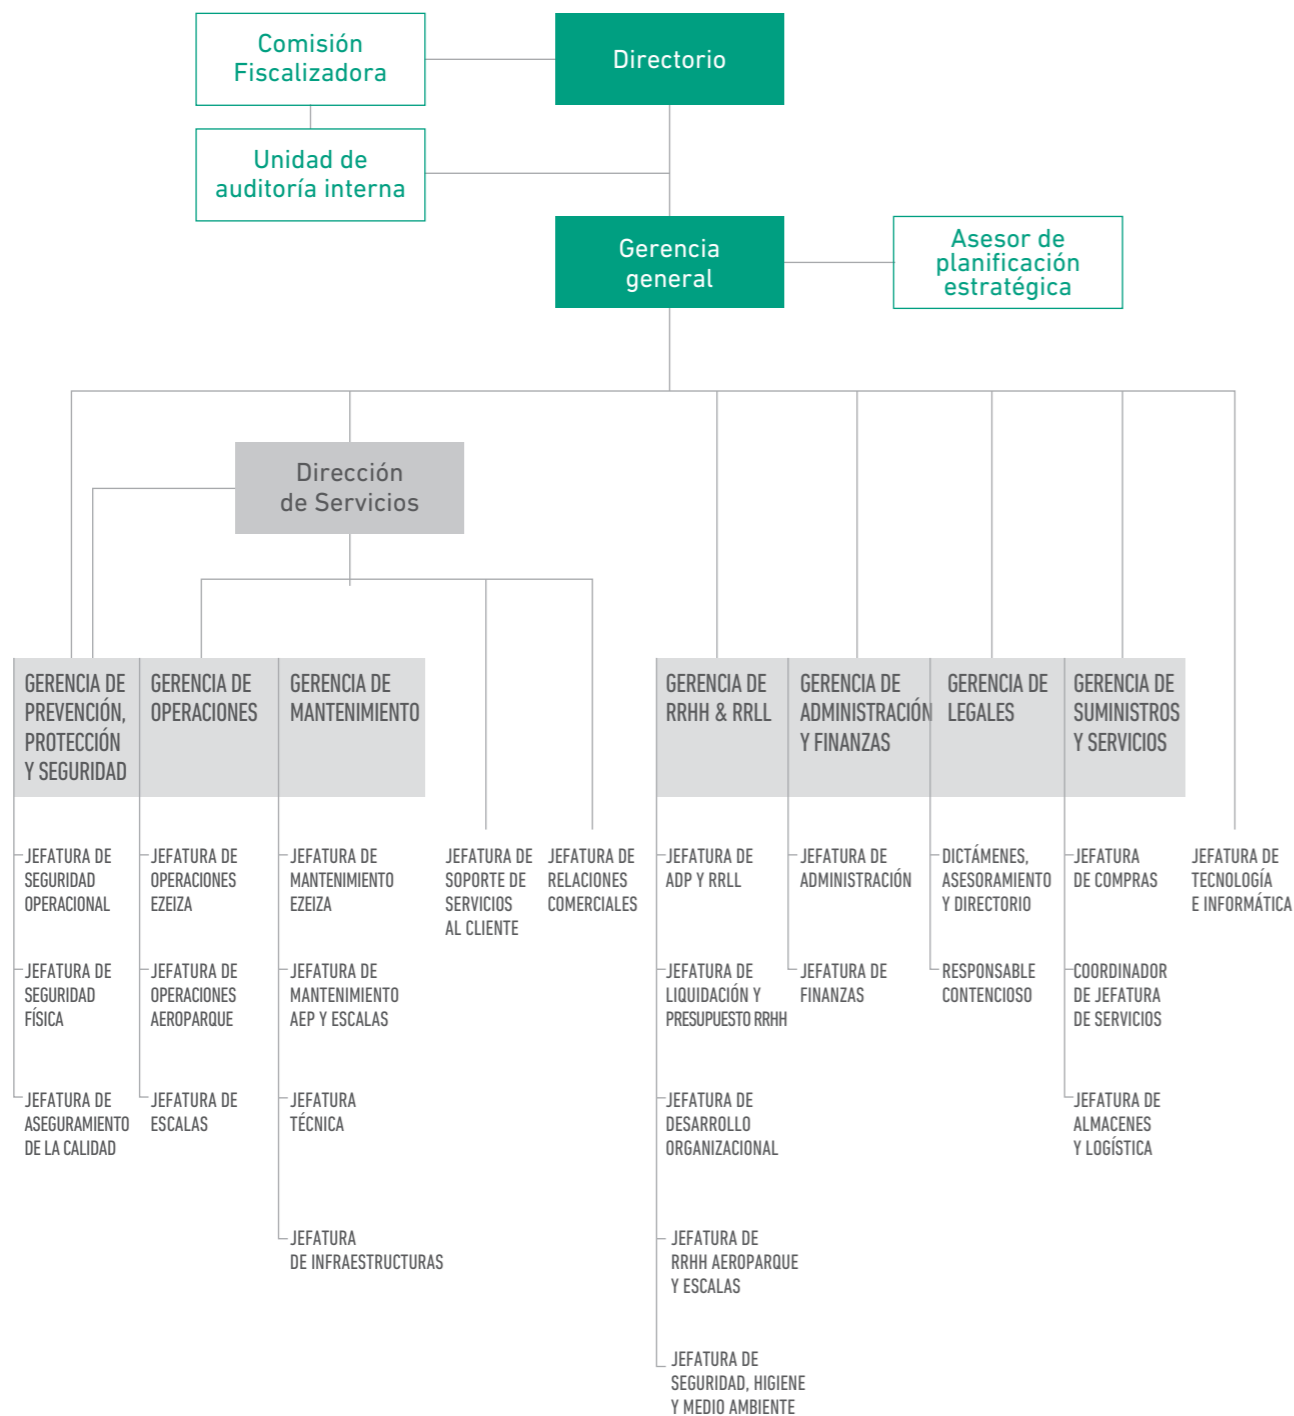 Comisión
Fiscalizadora
Directorio
Unidad de
auditoría interna
Gerencia
general
Asesor de
planificación
estratégica
Dirección
de Servicios
GERENCIA DE
PREVENCIÓN,
PROTECCIÓN
Y SEGURIDAD
GERENCIA DE
OPERACIONES
GERENCIA DE
MANTENIMIENTO
GERENCIA DE
RRHH & RRLL
GERENCIA DE
ADMINISTRACIÓN
Y FINANZAS
GERENCIA DE
LEGALES
GERENCIA DE
SUMINISTROS
Y SERVICIOS
JEFATURA DE
SEGURIDAD
OPERACIONAL
JEFATURA DE
OPERACIONES
EZEIZA
JEFATURA DE
MANTENIMIENTO
EZEIZA
JEFATURA DE
SOPORTE DE
SERVICIOS
AL CLIENTE
JEFATURA DE
RELACIONES
COMERCIALES
JEFATURA DE
ADP Y RRLL
JEFATURA DE
ADMINISTRACIÓN
DICTÁMENES,
ASESORAMIENTO
Y DIRECTORIO
JEFATURA
DE COMPRAS
JEFATURA DE
TECNOLOGÍA
E INFORMÁTICA
JEFATURA DE
SEGURIDAD
FÍSICA
JEFATURA DE
OPERACIONES
AEROPARQUE
JEFATURA DE
MANTENIMIENTO
AEP Y ESCALAS
JEFATURA DE
LIQUIDACIÓN Y
PRESUPUESTO RRHH
JEFATURA DE
FINANZAS
RESPONSABLE
CONTENCIOSO
COORDINADOR
DE JEFATURA
DE SERVICIOS
JEFATURA DE
ASEGURAMIENTO
DE LA CALIDAD
JEFATURA DE
ESCALAS
JEFATURA
TÉCNICA
JEFATURA DE
DESARROLLO
ORGANIZACIONAL
JEFATURA DE
ALMACENES
Y LOGÍSTICA
JEFATURA
DE INFRAESTRUCTURAS
JEFATURA DE
RRHH AEROPARQUE
Y ESCALAS
JEFATURA DE
SEGURIDAD, HIGIENE
Y MEDIO AMBIENTE